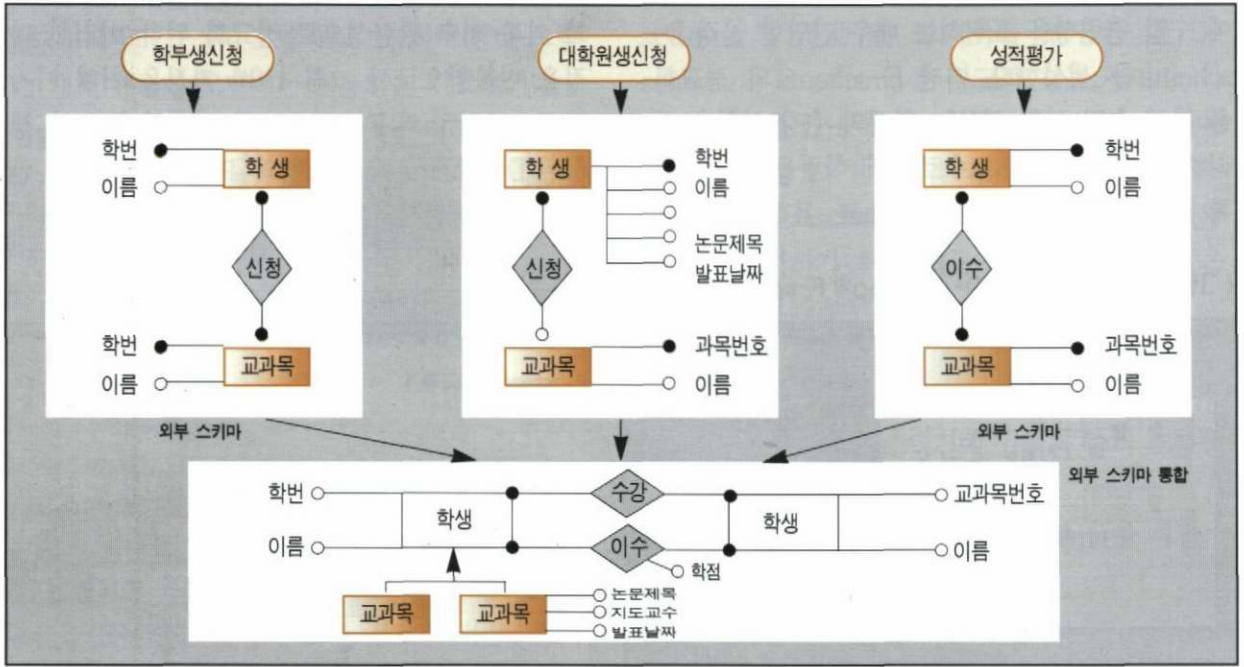 학부생신청
대학원생신청
성적평가
학번
이름
학 생
신청
학번
이름
교과목
학 생
학번
이름
논문제목
발표날짜
신청
교과목
과목번호
이름
학 생
학번
이름
이수
교과목
과목번호
이름
외부 스키마
외부 스키마
외부 스키마 통합
학번
이름
학생
수강
이수
학점
학생
교과목번호
이름
교과목
교과목
논문제목
지도교수
발표날짜